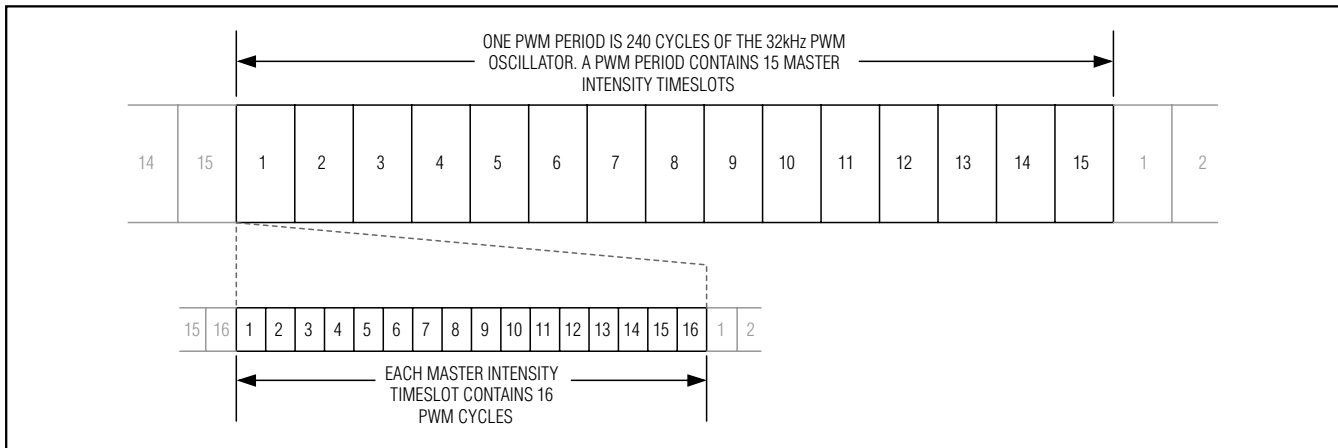 ONE PWM PERIOD IS 240 CYCLES OF THE 32kHz PWM
OSCILLATOR. A PWM PERIOD CONTAINS 15 MASTER
INTENSITY TIMESLOTS
14 15 1 2 3 4 5 6 7 8 9 10 11 12 13 14 15 1 2
15 16 1 2 3 4 5 6 7 8 9 10 11 12 13 14 15 16 1 2
EACH MASTER INTENSITY
TIMESLOT CONTAINS 16
PWM CYCLES